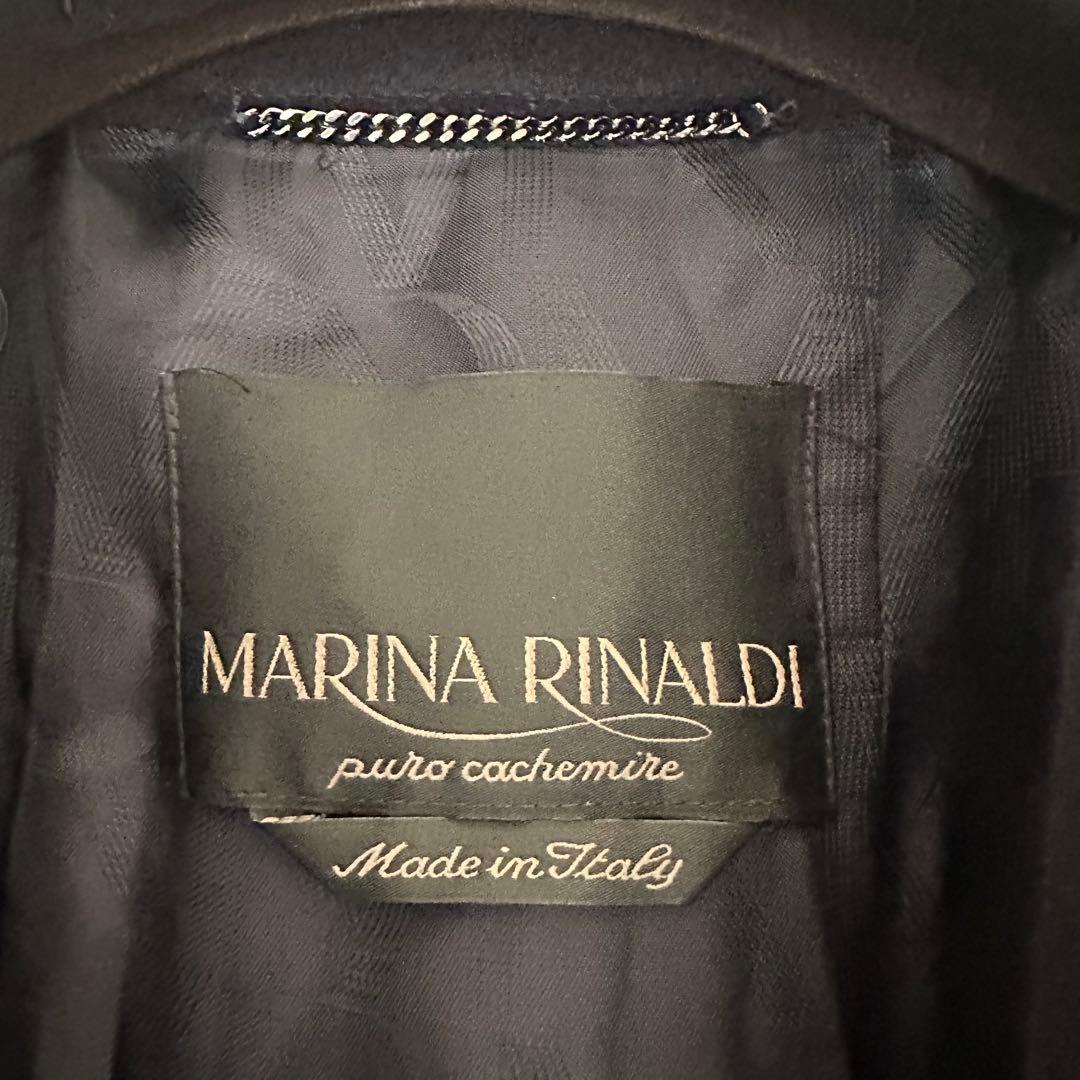 MARINA RINALDI
puro cachemire
Made in Italy